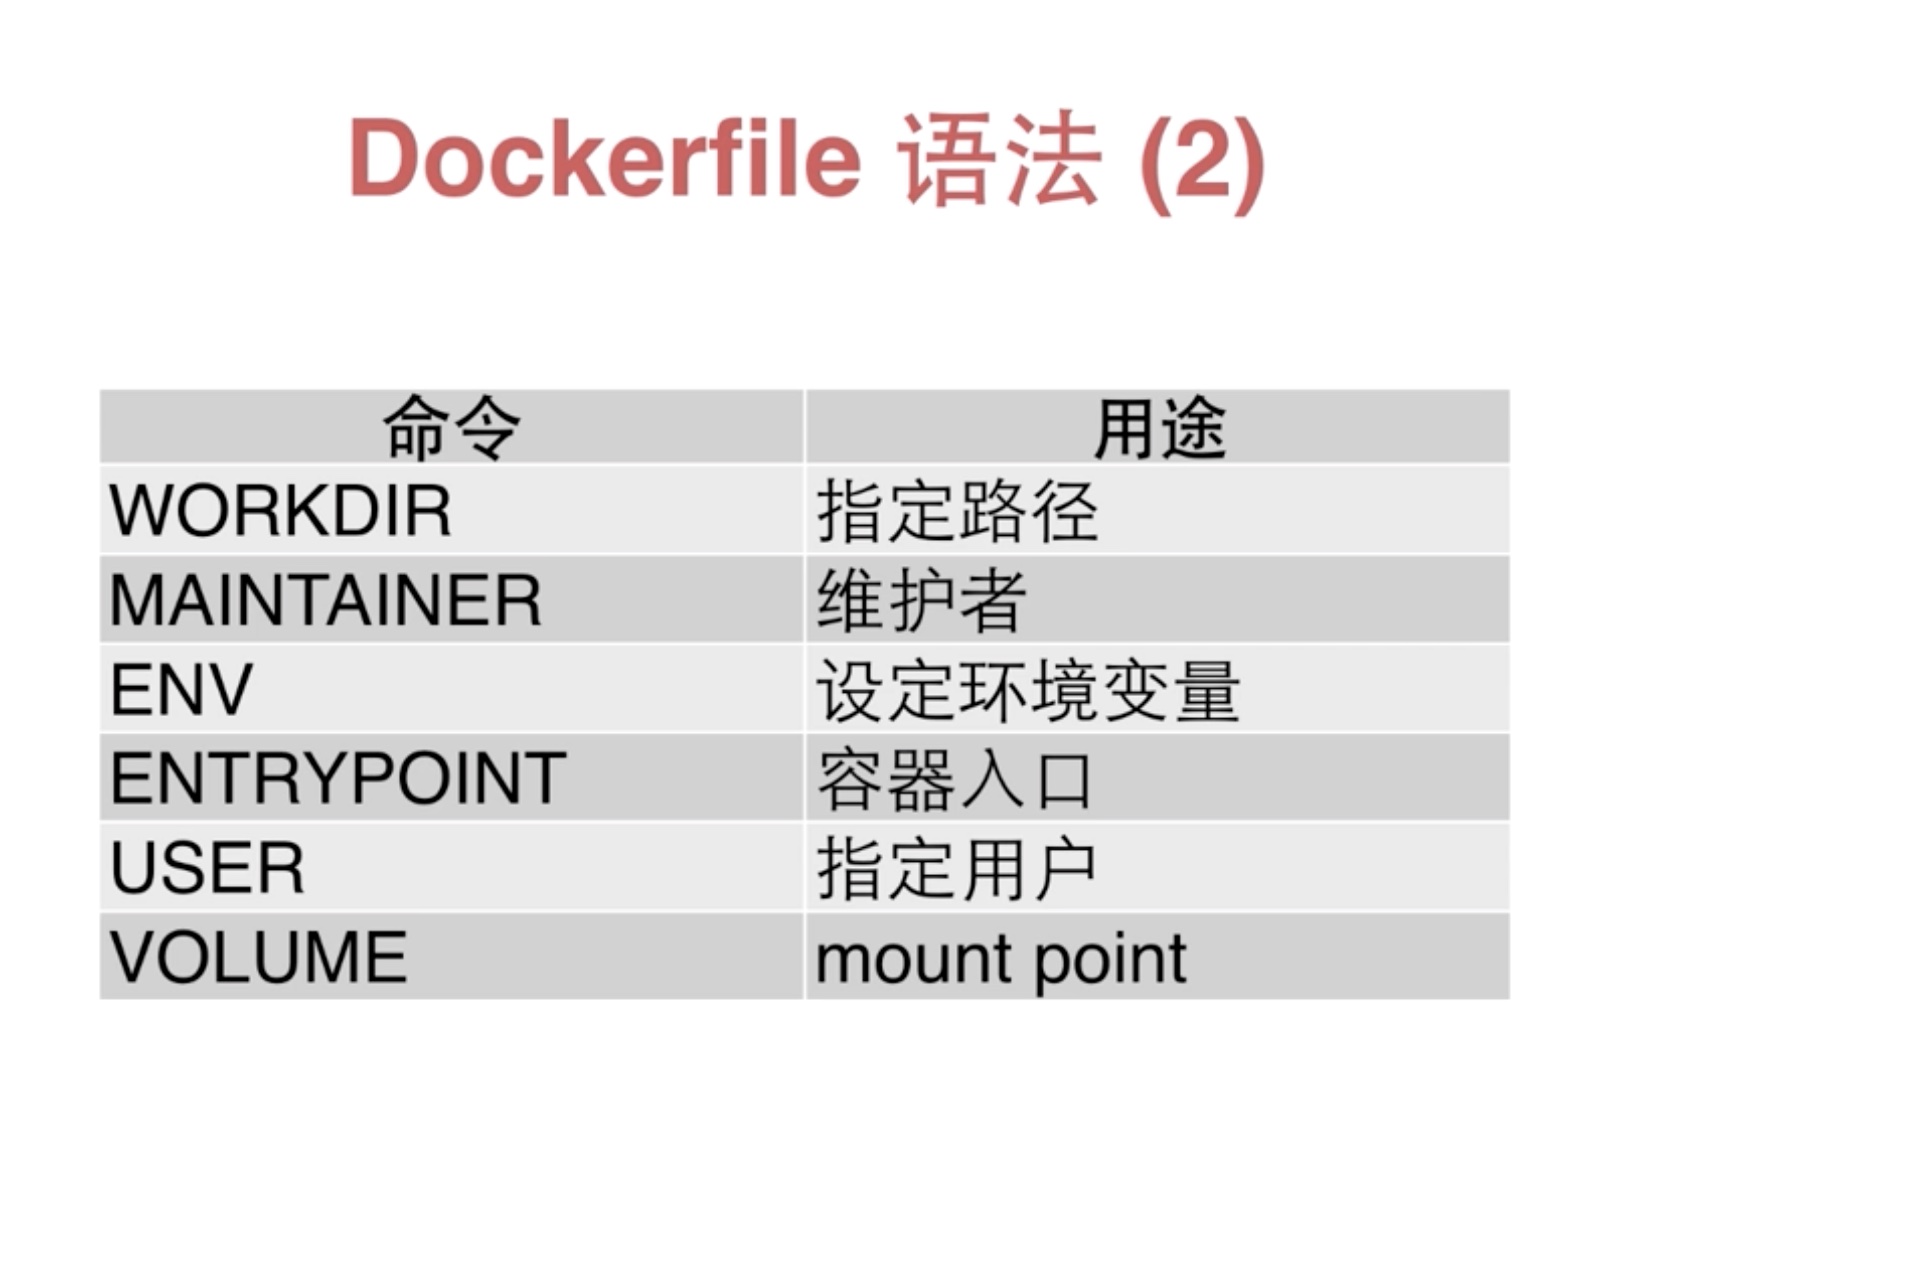 Dockerfile 语法 (2)
命令 用途
WORKDIR 指定路径
MAINTAINER 维护者
ENV 设定环境变量
ENTRYPOINT 容器入口
USER 指定用户
VOLUME mount point